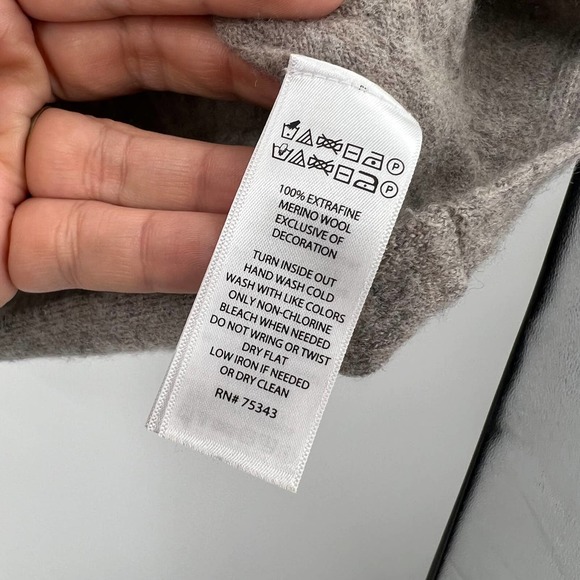 100% EXTRAFINE
MERINO WOOL
EXCLUSIVE OF
DECORATION
TURN INSIDE OUT
HAND WASH COLD
WASH WITH LIKE COLORS
ONLY NON-CHLORINE
BLEACH WHEN NEEDED
DO NOT WRING OR TWIST
DRY FLAT
LOW IRON IF NEEDED
OR DRY CLEAN
RN# 75343